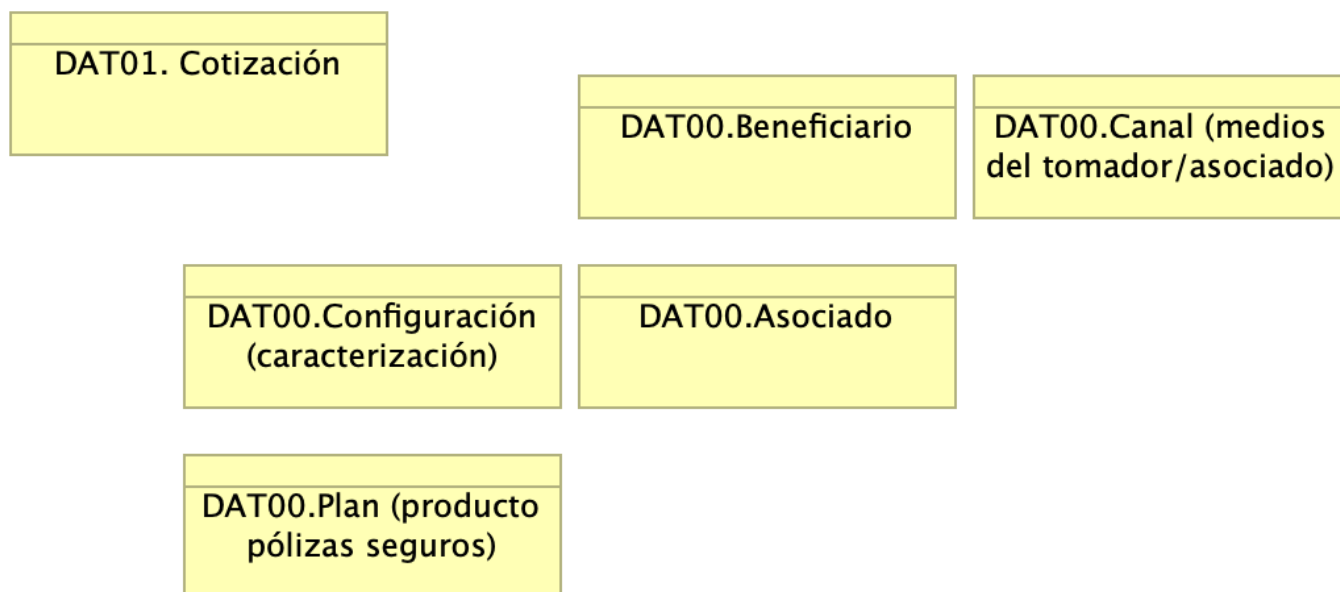 DAT01. Cotización
DAT00.Beneficiario
DAT00.Canal (medios
del tomador/asociado)
DAT00.Configuración
(caracterización)
DAT00.Asociado
DAT00.Plan (producto
pólizas seguros)